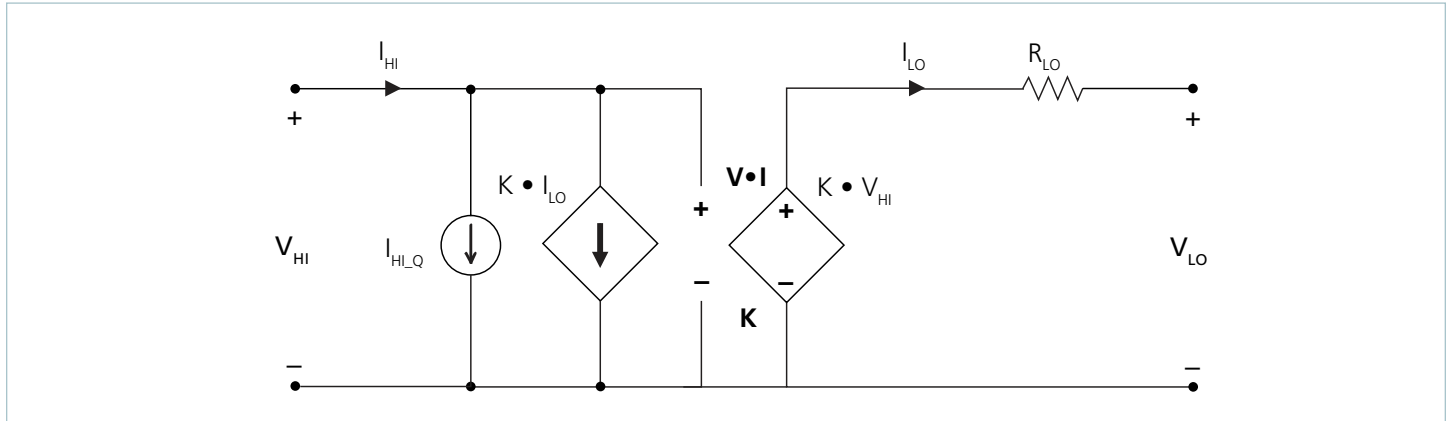 I_HI
I_LO
R_LO
+
+
V•I
K • I_LO
K • V_HI
+
+
V_HI
I_HI_Q
V_LO
–
–
K
–
–